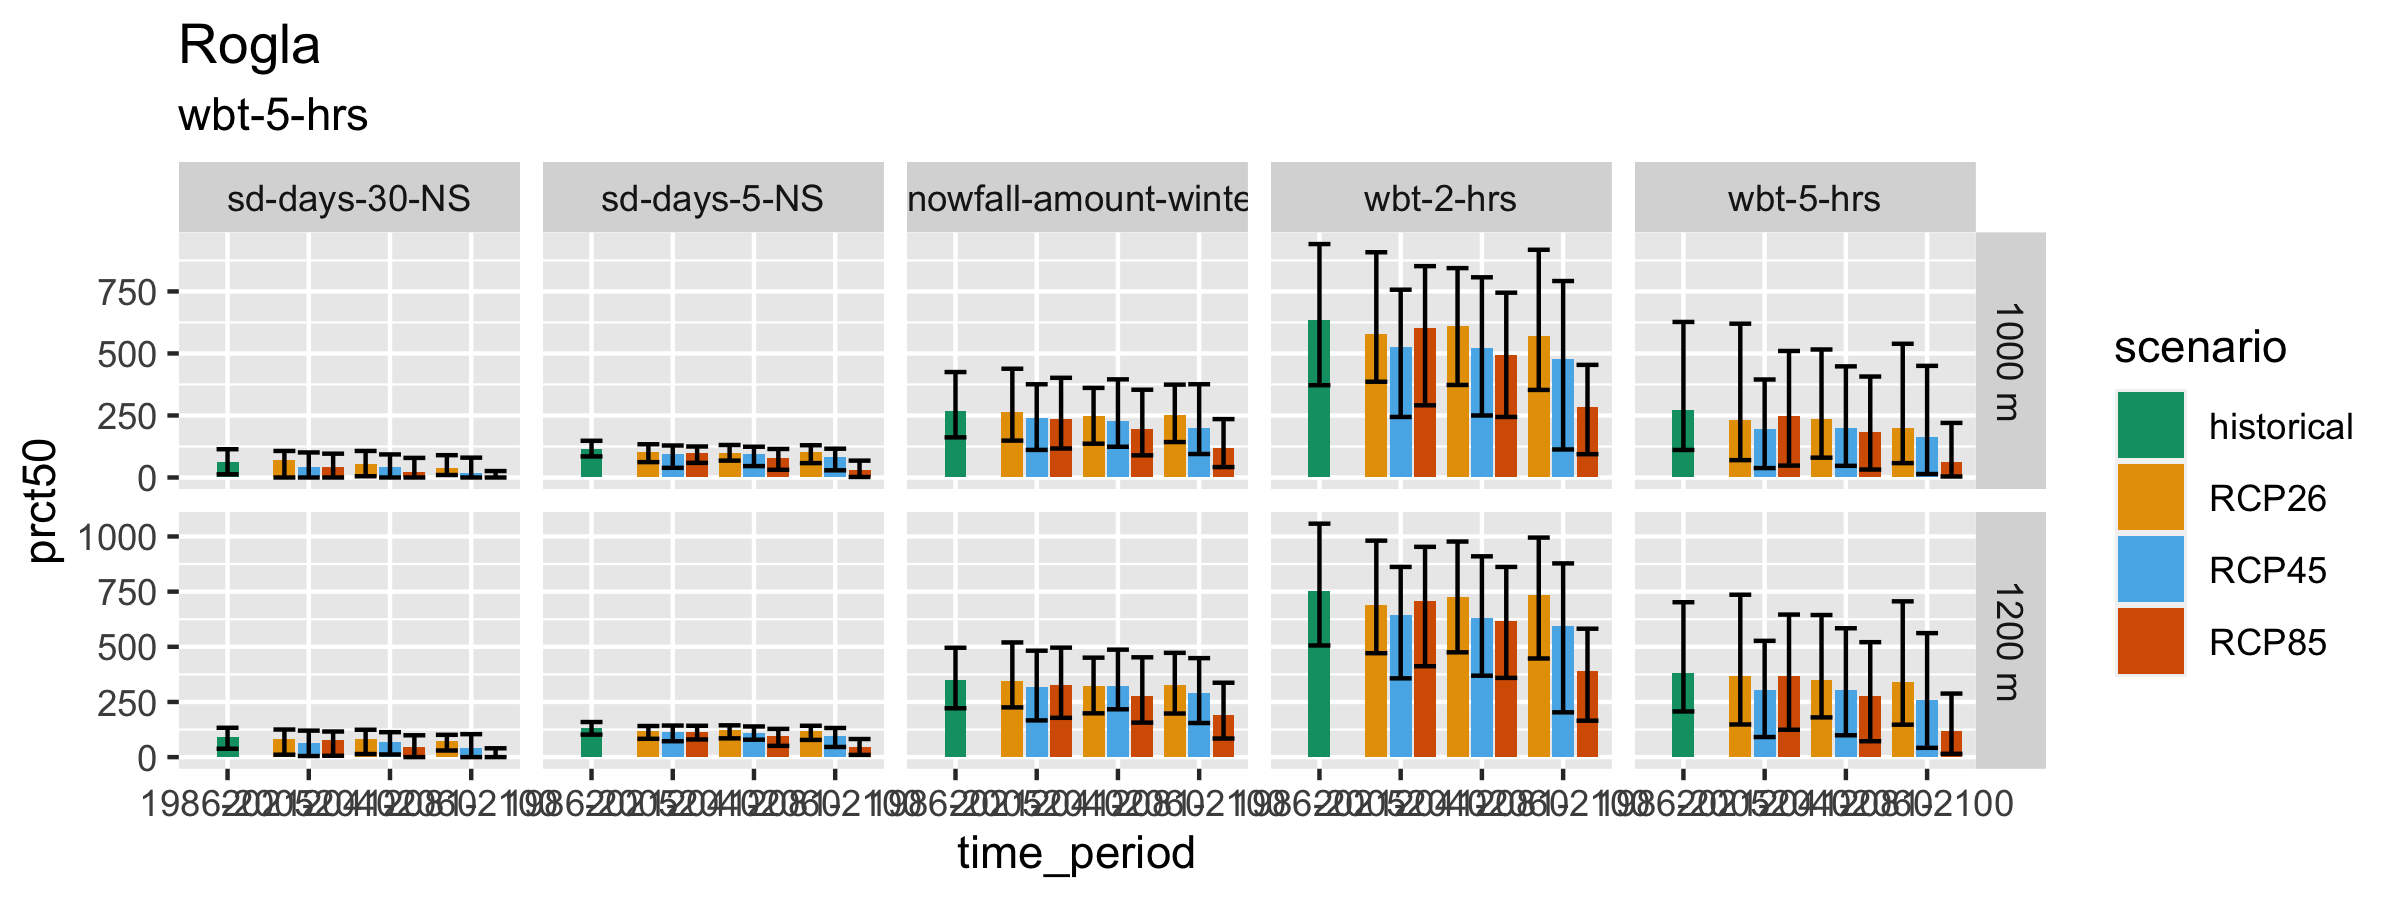 Rogla
wbt-5-hrs
sd-days-30-NS sd-days-5-NS nowfall-amount-winte wbt-2-hrs wbt-5-hrs
750
500
250
0
1000 m
1000
750
500
250
0
1200 m
prct50
time_period
scenario
historical
RCP26
RCP45
RCP85